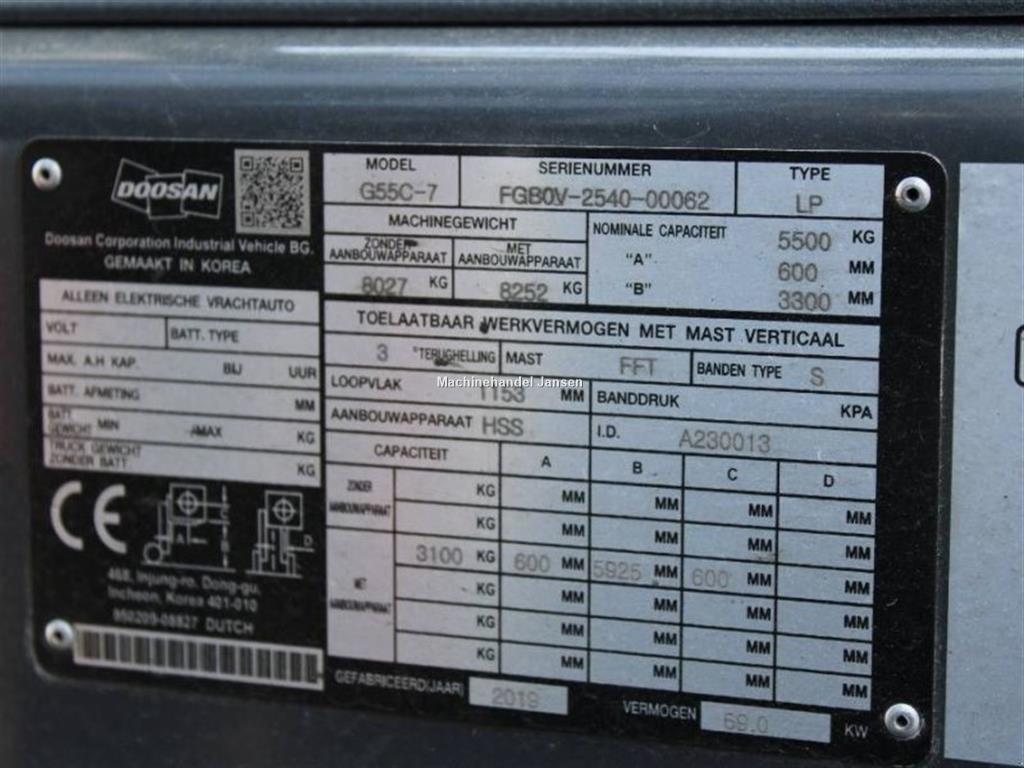 DOOSAN
Doosan Corporation Industrial Vehicle BG.
GEMAAKT IN KOREA
ALLEEN ELEKTRISCHE VRACHTAUTO
VOLT BATT. TYPE
MAX. A.H KAP. BIJ UUR
BATT. AFMETING MM
BATT. GEWICHT MIN /MAX KG
TRUCK GEWICHT ZONDER BATT KG
CE
A D
468, Injung-ro, Dong-gu,
Incheon, Korea 401-010
950209-08827 DUTCH
MODEL SERIENUMMER TYPE
G55C-7 FGB0V-2540-00062 LP
MACHINEGEWICHT
ZONDER AANBOUWAPPARAAT MET AANBOUWAPPARAAT
8027 KG 8252 KG
NOMINALE CAPACITEIT 5500 KG
"A" 600 MM
"B" 3300 MM
TOELAATBAAR WERKVERMOGEN MET MAST VERTICAAL
3 °TERUGHELLING MAST FFT BANDEN TYPE S
LOOPVLAK 1153 MM BANDDRUK KPA
AANBOUWAPPARAAT HSS I.D. A230013
CAPACITEIT A B C D
ZONDER AANBOUWAPPARAAT KG MM MM MM MM
KG MM MM MM MM
MET AANBOUWAPPARAAT 3100 KG 600 MM 5925 MM 600 MM MM
KG MM MM MM MM
KG MM MM MM MM
KG MM MM MM MM
GEFABRICEERD(JAAR) 2019 VERMOGEN 59.0 KW
Machinehandel Jansen